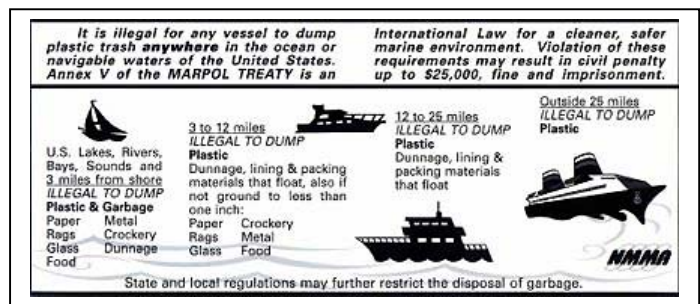 It is illegal for any vessel to dump
plastic trash anywhere in the ocean or
navigable waters of the United States.
Annex V of the MARPOL TREATY is an
International Law for a cleaner, safer
marine environment. Violation of these
requirements may result in civil penalty
up to $25,000, fine and imprisonment.
U.S. Lakes, Rivers,
Bays, Sounds and
3 miles from shore
ILLEGAL TO DUMP
Plastic & Garbage
Paper Metal
Rags Crockery
Glass Dunnage
Food
3 to 12 miles
ILLEGAL TO DUMP
Plastic
Dunnage, lining & packing
materials that float, also if
not ground to less than
one inch:
Paper Crockery
Rags Metal
Glass Food
12 to 25 miles
ILLEGAL TO DUMP
Plastic
Dunnage, lining &
packing materials
that float
Outside 25 miles
ILLEGAL TO DUMP
Plastic
NMMA
State and local regulations may further restrict the disposal of garbage.